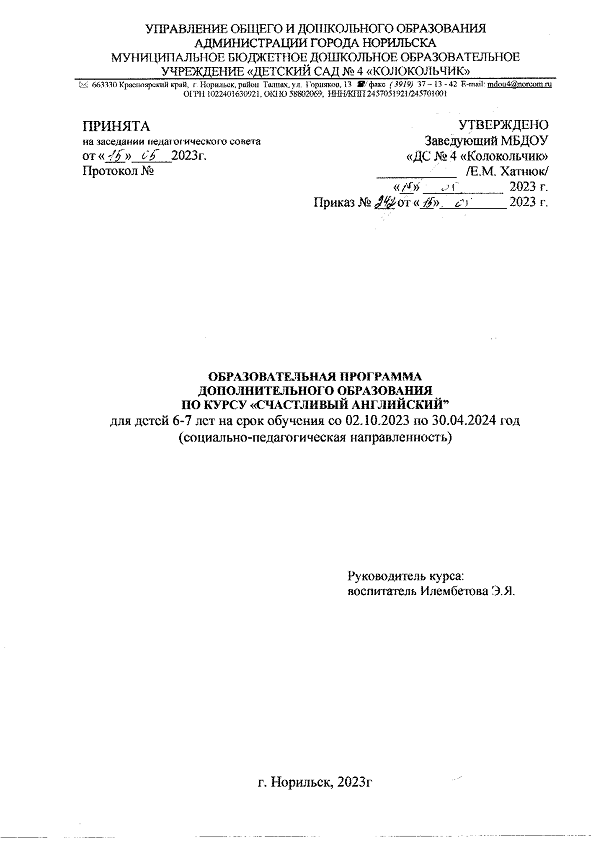 УПРАВЛЕНИЕ ОБЩЕГО И ДОШКОЛЬНОГО ОБРАЗОВАНИЯ
АДМИНИСТРАЦИИ ГОРОДА НОРИЛЬСКА
МУНИЦИПАЛЬНОЕ БЮДЖЕТНОЕ ДОШКОЛЬНОЕ ОБРАЗОВАТЕЛЬНОЕ
УЧРЕЖДЕНИЕ «ДЕТСКИЙ САД № 4 «КОЛОКОЛЬЧИК»
663330 Красноярский край, г. Норильск, район Талнах, ул. Горняков, 13 факс (3919) 37 – 13 - 42 E-mail: mdou4@norcom.ru
ОГРН 1022401630921, ОКПО 58802069, ИНН/КПП 2457051921/245701001
ПРИНЯТА
на заседании педагогического совета
от «15» 05 2023г.
Протокол №
УТВЕРЖДЕНО
Заведующий МБДОУ
«ДС № 4 «Колокольчик»
/Е.М. Хатнюк/
«15» 05 2023 г.
Приказ № 242 от «15» 05 2023 г.
ОБРАЗОВАТЕЛЬНАЯ ПРОГРАММА
ДОПОЛНИТЕЛЬНОГО ОБРАЗОВАНИЯ
ПО КУРСУ «СЧАСТЛИВЫЙ АНГЛИЙСКИЙ”
для детей 6-7 лет на срок обучения со 02.10.2023 по 30.04.2024 год
(социально-педагогическая направленность)
Руководитель курса:
воспитатель Илембетова Э.Я.
г. Норильск, 2023г